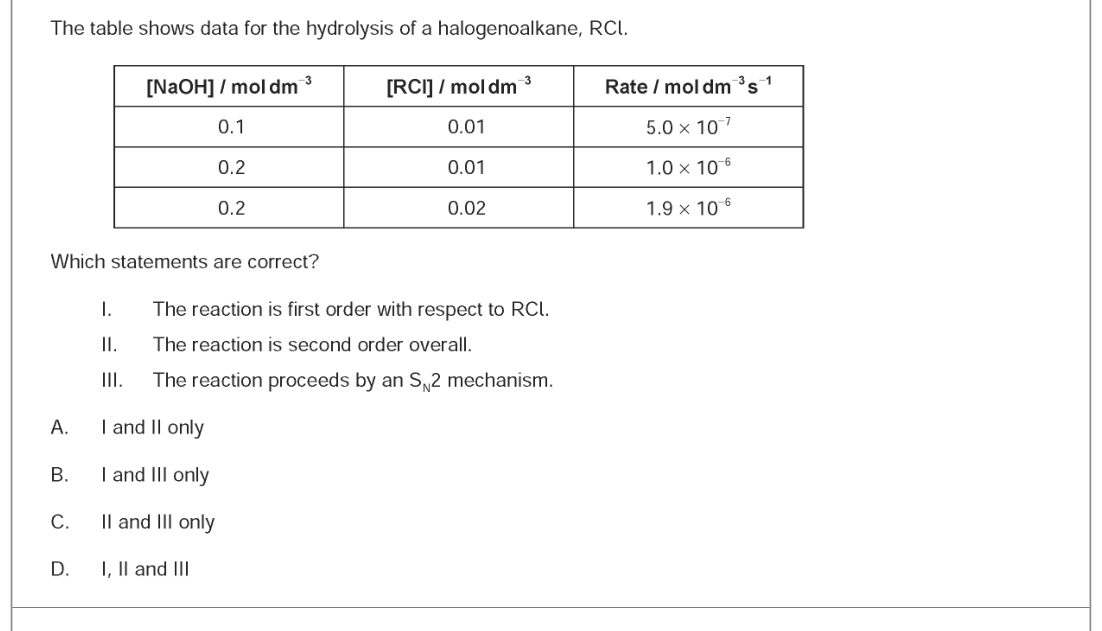 The table shows data for the hydrolysis of a halogenoalkane, RCl.
[NaOH] / mol dm⁻³ [RCl] / mol dm⁻³ Rate / mol dm⁻³ s⁻¹
0.1 0.01 5.0 × 10⁻⁷
0.2 0.01 1.0 × 10⁻⁶
0.2 0.02 1.9 × 10⁻⁶
Which statements are correct?
I. The reaction is first order with respect to RCl.
II. The reaction is second order overall.
III. The reaction proceeds by an Sₙ2 mechanism.
A. I and II only
B. I and III only
C. II and III only
D. I, II and III